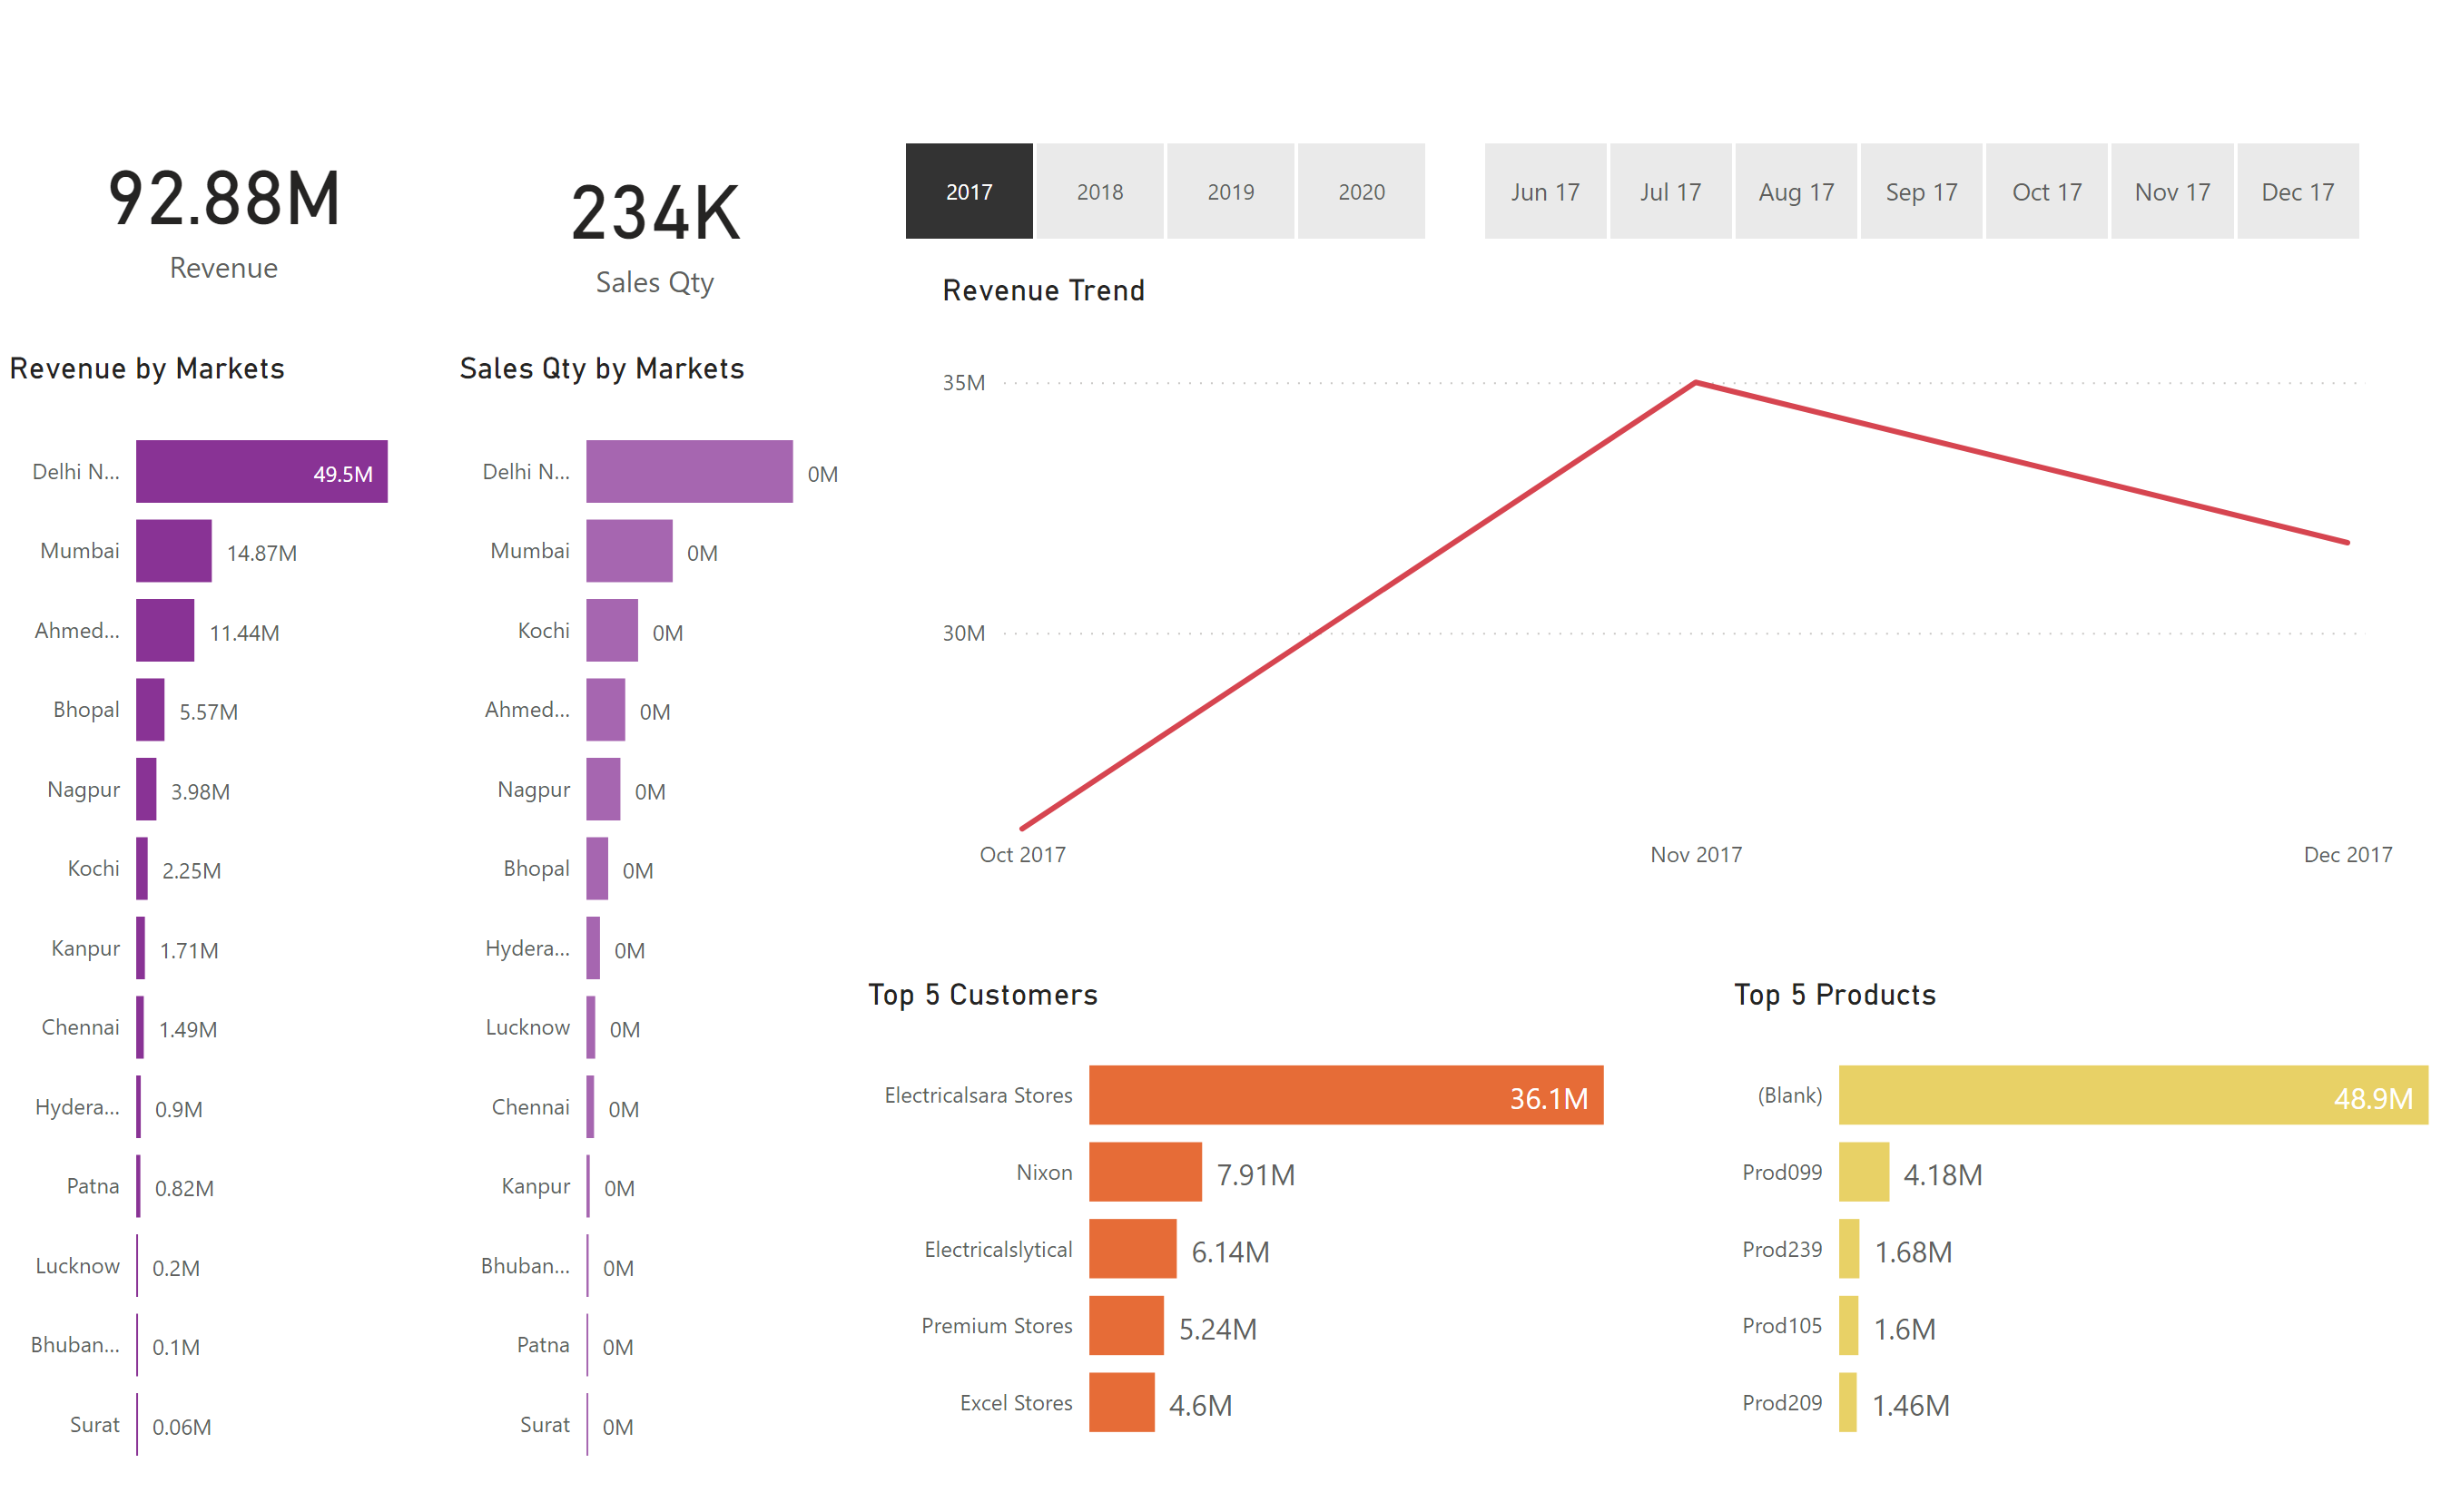 92.88M
Revenue
234K
Sales Qty
2017 2018 2019 2020
Jun 17 Jul 17 Aug 17 Sep 17 Oct 17 Nov 17 Dec 17
Revenue by Markets
Delhi N... 49.5M
Mumbai 14.87M
Ahmed... 11.44M
Bhopal 5.57M
Nagpur 3.98M
Kochi 2.25M
Kanpur 1.71M
Chennai 1.49M
Hydera... 0.9M
Patna 0.82M
Lucknow 0.2M
Bhuban... 0.1M
Surat 0.06M
Sales Qty by Markets
Delhi N... 0M
Mumbai 0M
Kochi 0M
Ahmed... 0M
Nagpur 0M
Bhopal 0M
Hydera... 0M
Lucknow 0M
Chennai 0M
Kanpur 0M
Bhuban... 0M
Patna 0M
Surat 0M
Revenue Trend
35M
30M
Oct 2017 Nov 2017 Dec 2017
Top 5 Customers
Electricalsara Stores 36.1M
Nixon 7.91M
Electricalslytical 6.14M
Premium Stores 5.24M
Excel Stores 4.6M
Top 5 Products
(Blank) 48.9M
Prod099 4.18M
Prod239 1.68M
Prod105 1.6M
Prod209 1.46M